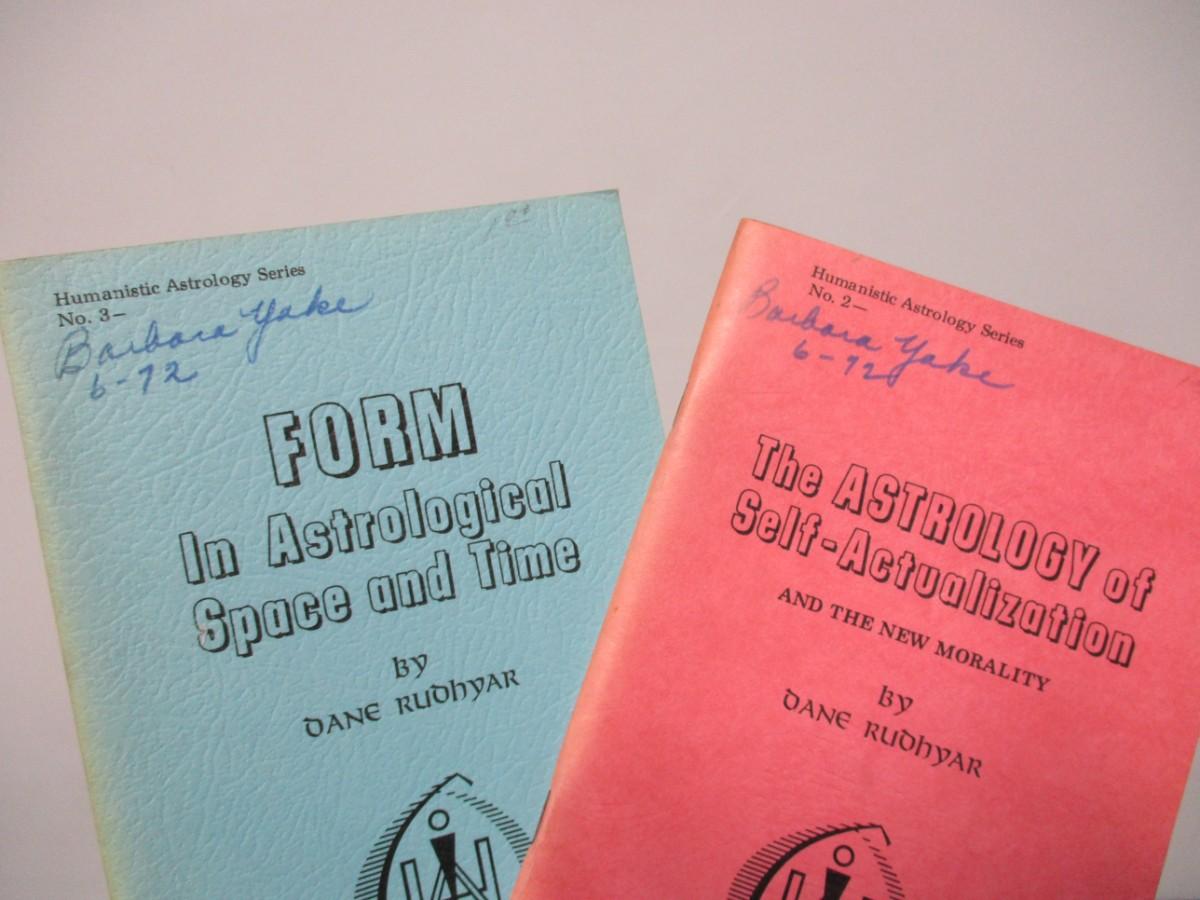 Humanistic Astrology Series
No. 3—
Barbara Yake
6-72
FORM
In Astrological
Space and Time
by
DANE RUDHYAR
Humanistic Astrology Series
No. 2—
Barbara Yake
6-72
The ASTROLOGY of
Self-Actualization
AND THE NEW MORALITY
by
DANE RUDHYAR